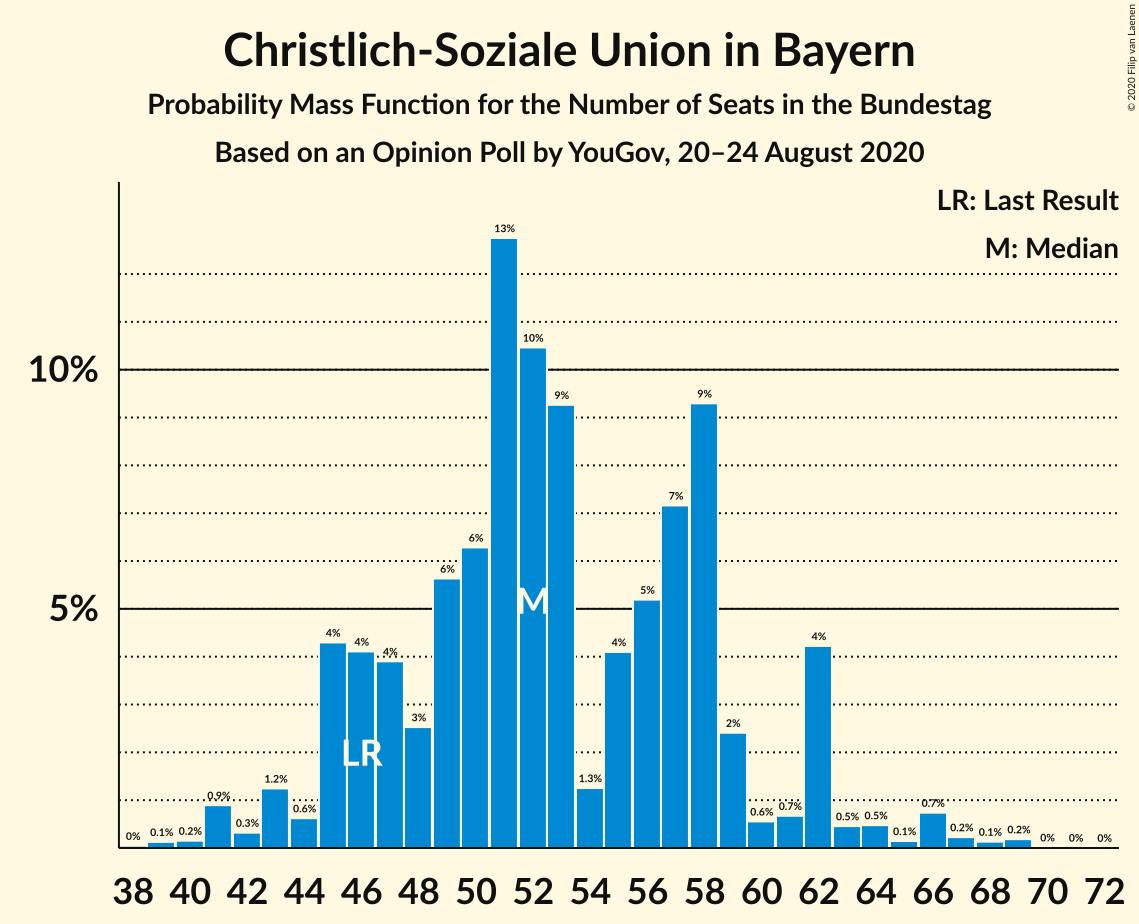 Christlich-Soziale Union in Bayern
Probability Mass Function for the Number of Seats in the Bundestag
Based on an Opinion Poll by YouGov, 20–24 August 2020
© 2020 Filip van Laenen
LR: Last Result
M: Median
10%
5%
0% 0.1% 0.2% 0.9% 0.3% 1.2% 0.6% 4% 4% 4% 3% 6% 6% 13% 10% 9% 1.3% 4% 5% 7% 9% 2% 0.6% 0.7% 4% 0.5% 0.5% 0.1% 0.7% 0.2% 0.1% 0.2% 0% 0% 0%
M
LR
38 40 42 44 46 48 50 52 54 56 58 60 62 64 66 68 70 72